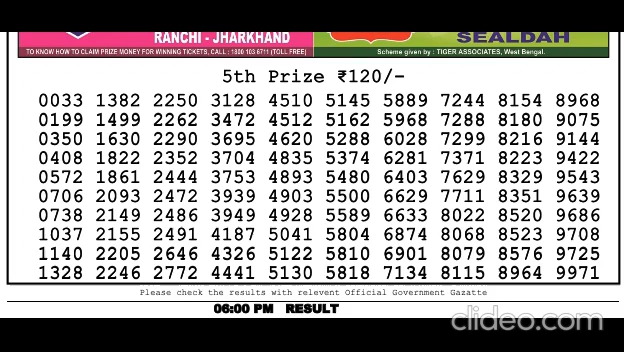 RANCHI - JHARKHAND
SEALDAH
TO KNOW HOW TO CLAIM PRIZE MONEY FOR WINNING TICKETS, CALL : 1800 103 6711 (TOLL FREE)
Scheme given by : TIGER ASSOCIATES, West Bengal.
5th Prize ₹120/-
0033 1382 2250 3128 4510 5145 5889 7244 8154 8968
0199 1499 2262 3472 4512 5162 5968 7288 8180 9075
0350 1630 2290 3695 4620 5288 6028 7299 8216 9144
0408 1822 2352 3704 4835 5374 6281 7371 8223 9422
0572 1861 2444 3753 4893 5480 6403 7629 8329 9543
0706 2093 2472 3939 4903 5500 6629 7711 8351 9639
0738 2149 2486 3949 4928 5589 6633 8022 8520 9686
1037 2155 2491 4187 5041 5804 6874 8068 8523 9708
1140 2205 2646 4326 5122 5810 6901 8079 8576 9725
1328 2246 2772 4441 5130 5818 7134 8115 8964 9971
Please check the results with relevent Official Government Gazatte
06:00 PM RESULT
clideo.com